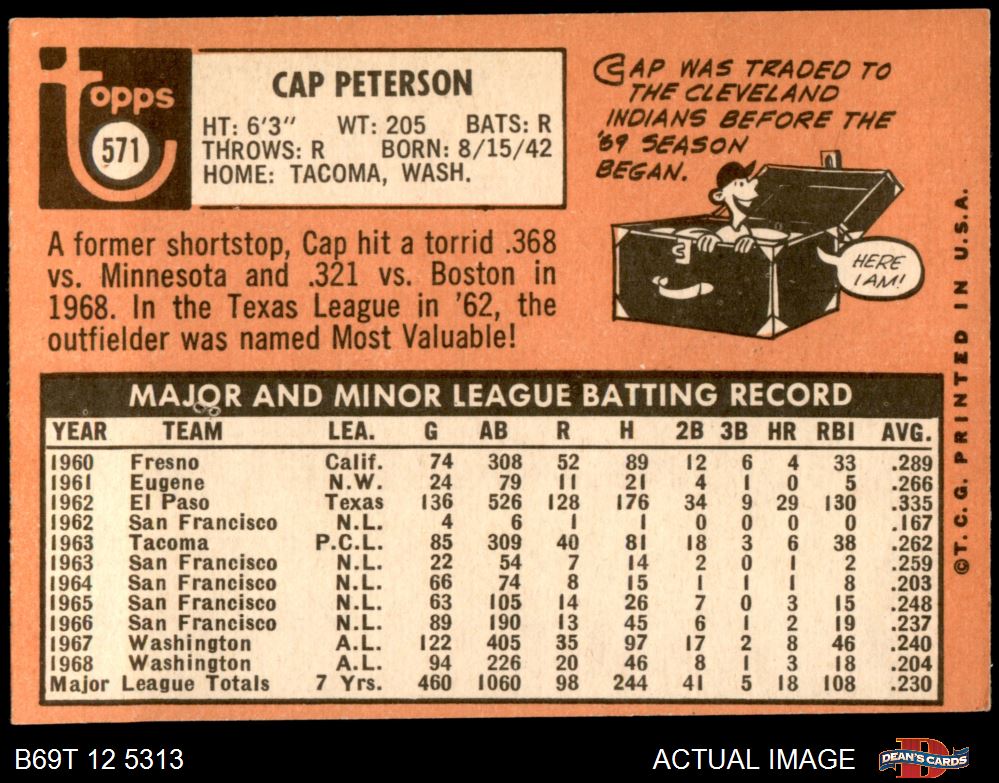 Topps
571
CAP PETERSON
HT: 6'3" WT: 205 BATS: R
THROWS: R BORN: 8/15/42
HOME: TACOMA, WASH.
CAP WAS TRADED TO
THE CLEVELAND
INDIANS BEFORE THE
'69 SEASON
BEGAN.
HERE
I AM!
A former shortstop, Cap hit a torrid .368
vs. Minnesota and .321 vs. Boston in
1968. In the Texas League in '62, the
outfielder was named Most Valuable!
MAJOR AND MINOR LEAGUE BATTING RECORD
YEAR TEAM LEA. G AB R H 2B 3B HR RBI AVG.
1960 Fresno Calif. 74 308 52 89 12 6 4 33 .289
1961 Eugene N.W. 24 79 11 21 4 1 0 5 .266
1962 El Paso Texas 136 526 128 176 34 9 29 130 .335
1962 San Francisco N.L. 4 6 1 1 0 0 0 0 .167
1963 Tacoma P.C.L. 85 309 40 81 18 3 6 38 .262
1963 San Francisco N.L. 22 54 7 14 2 0 1 2 .259
1964 San Francisco N.L. 66 74 8 15 1 1 1 8 .203
1965 San Francisco N.L. 63 105 14 26 7 0 3 15 .248
1966 San Francisco N.L. 89 190 13 45 6 1 2 19 .237
1967 Washington A.L. 122 405 35 97 17 2 8 46 .240
1968 Washington A.L. 94 226 20 46 8 1 3 18 .204
Major League Totals 7 Yrs. 460 1060 98 244 41 5 18 108 .230
©T. C. G. PRINTED IN U.S.A.
B69T 12 5313
ACTUAL IMAGE
DEAN'S CARDS